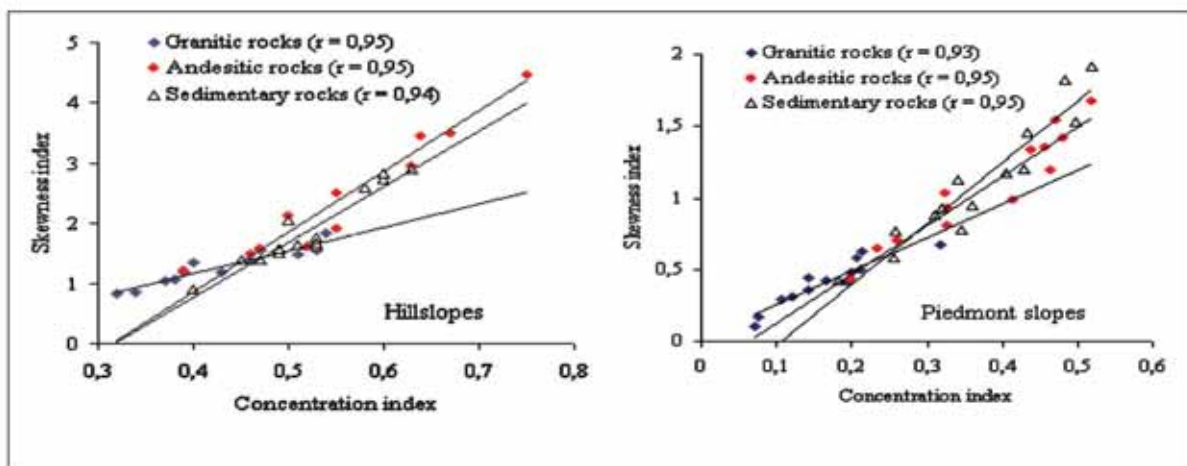 Granitic rocks (r = 0,95)
Andesitic rocks (r = 0,95)
Sedimentary rocks (r = 0,94)
Skewness index
5
4
3
2
1
0
Hillslopes
0,3 0,4 0,5 0,6 0,7 0,8
Concentration index
Granitic rocks (r = 0,93)
Andesitic rocks (r = 0,95)
Sedimentary rocks (r = 0,95)
Skewness index
2
1,5
1
0,5
0
Piedmont slopes
0 0,1 0,2 0,3 0,4 0,5 0,6
Concentration index